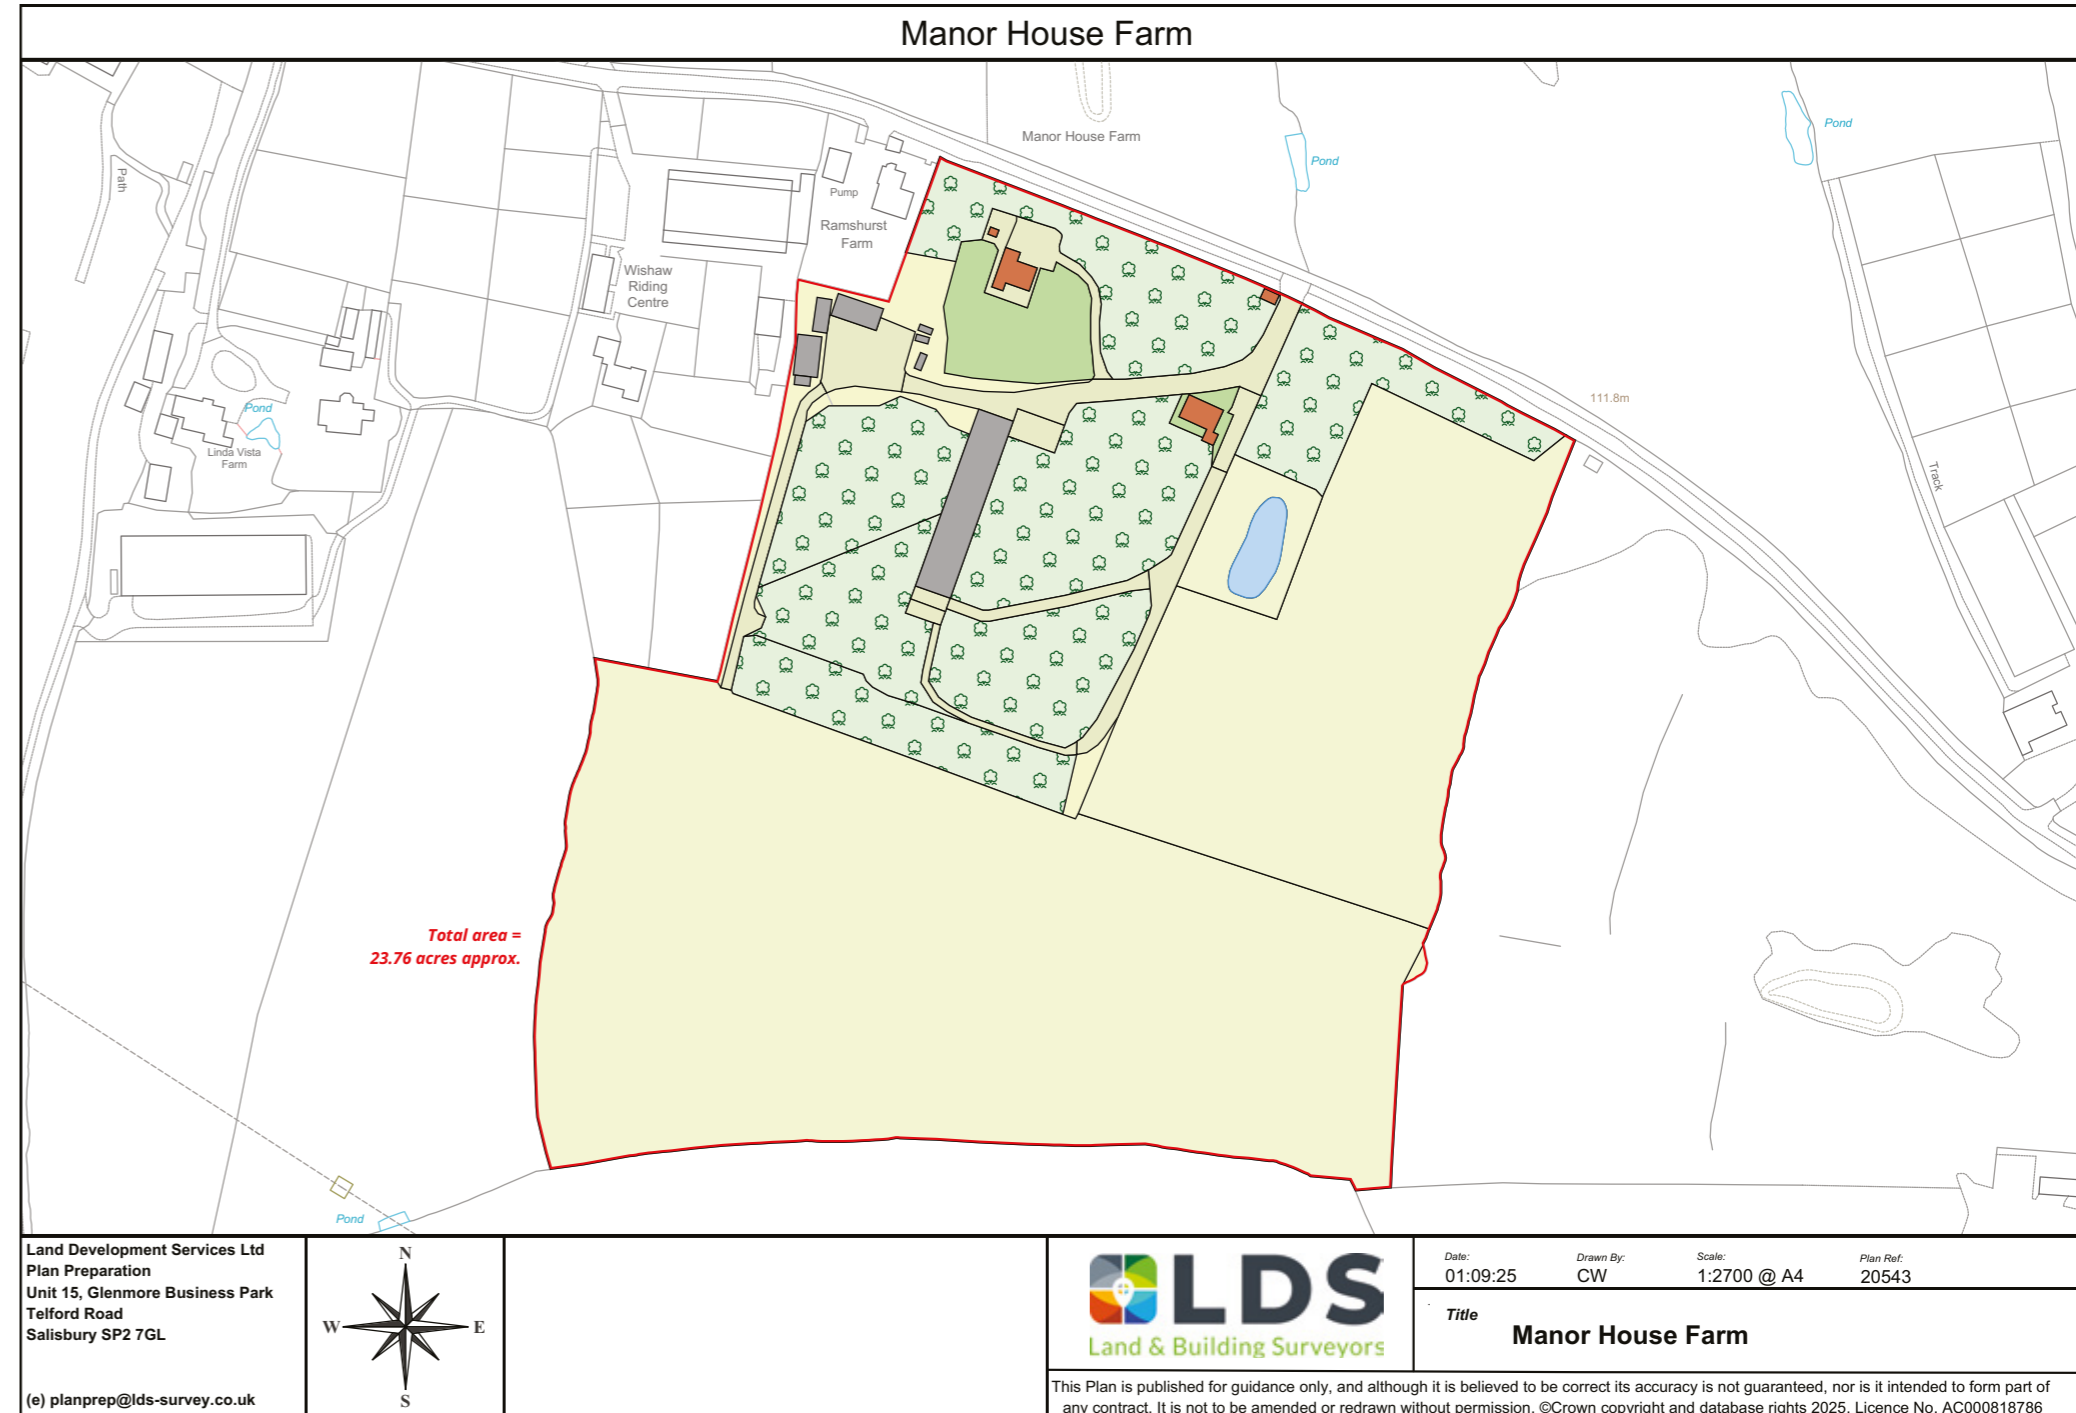 Manor House Farm
Manor House Farm
Pond
Pond
Path
Pump
Ramshurst
Farm
Wishaw
Riding
Centre
Pond
Linda Vista
Farm
111.8m
Track
Total area =
23.76 acres approx.
Pond
Land Development Services Ltd
Plan Preparation
Unit 15, Glenmore Business Park
Telford Road
Salisbury SP2 7GL
(e) planprep@lds-survey.co.uk
N
W E
S
LDS
Land & Building Surveyors
Date: Drawn By: Scale: Plan Ref:
01:09:25 CW 1:2700 @ A4 20543
Title
Manor House Farm
This Plan is published for guidance only, and although it is believed to be correct its accuracy is not guaranteed, nor is it intended to form part of
any contract. It is not to be amended or redrawn without permission. ©Crown copyright and database rights 2025. Licence No. AC000818786